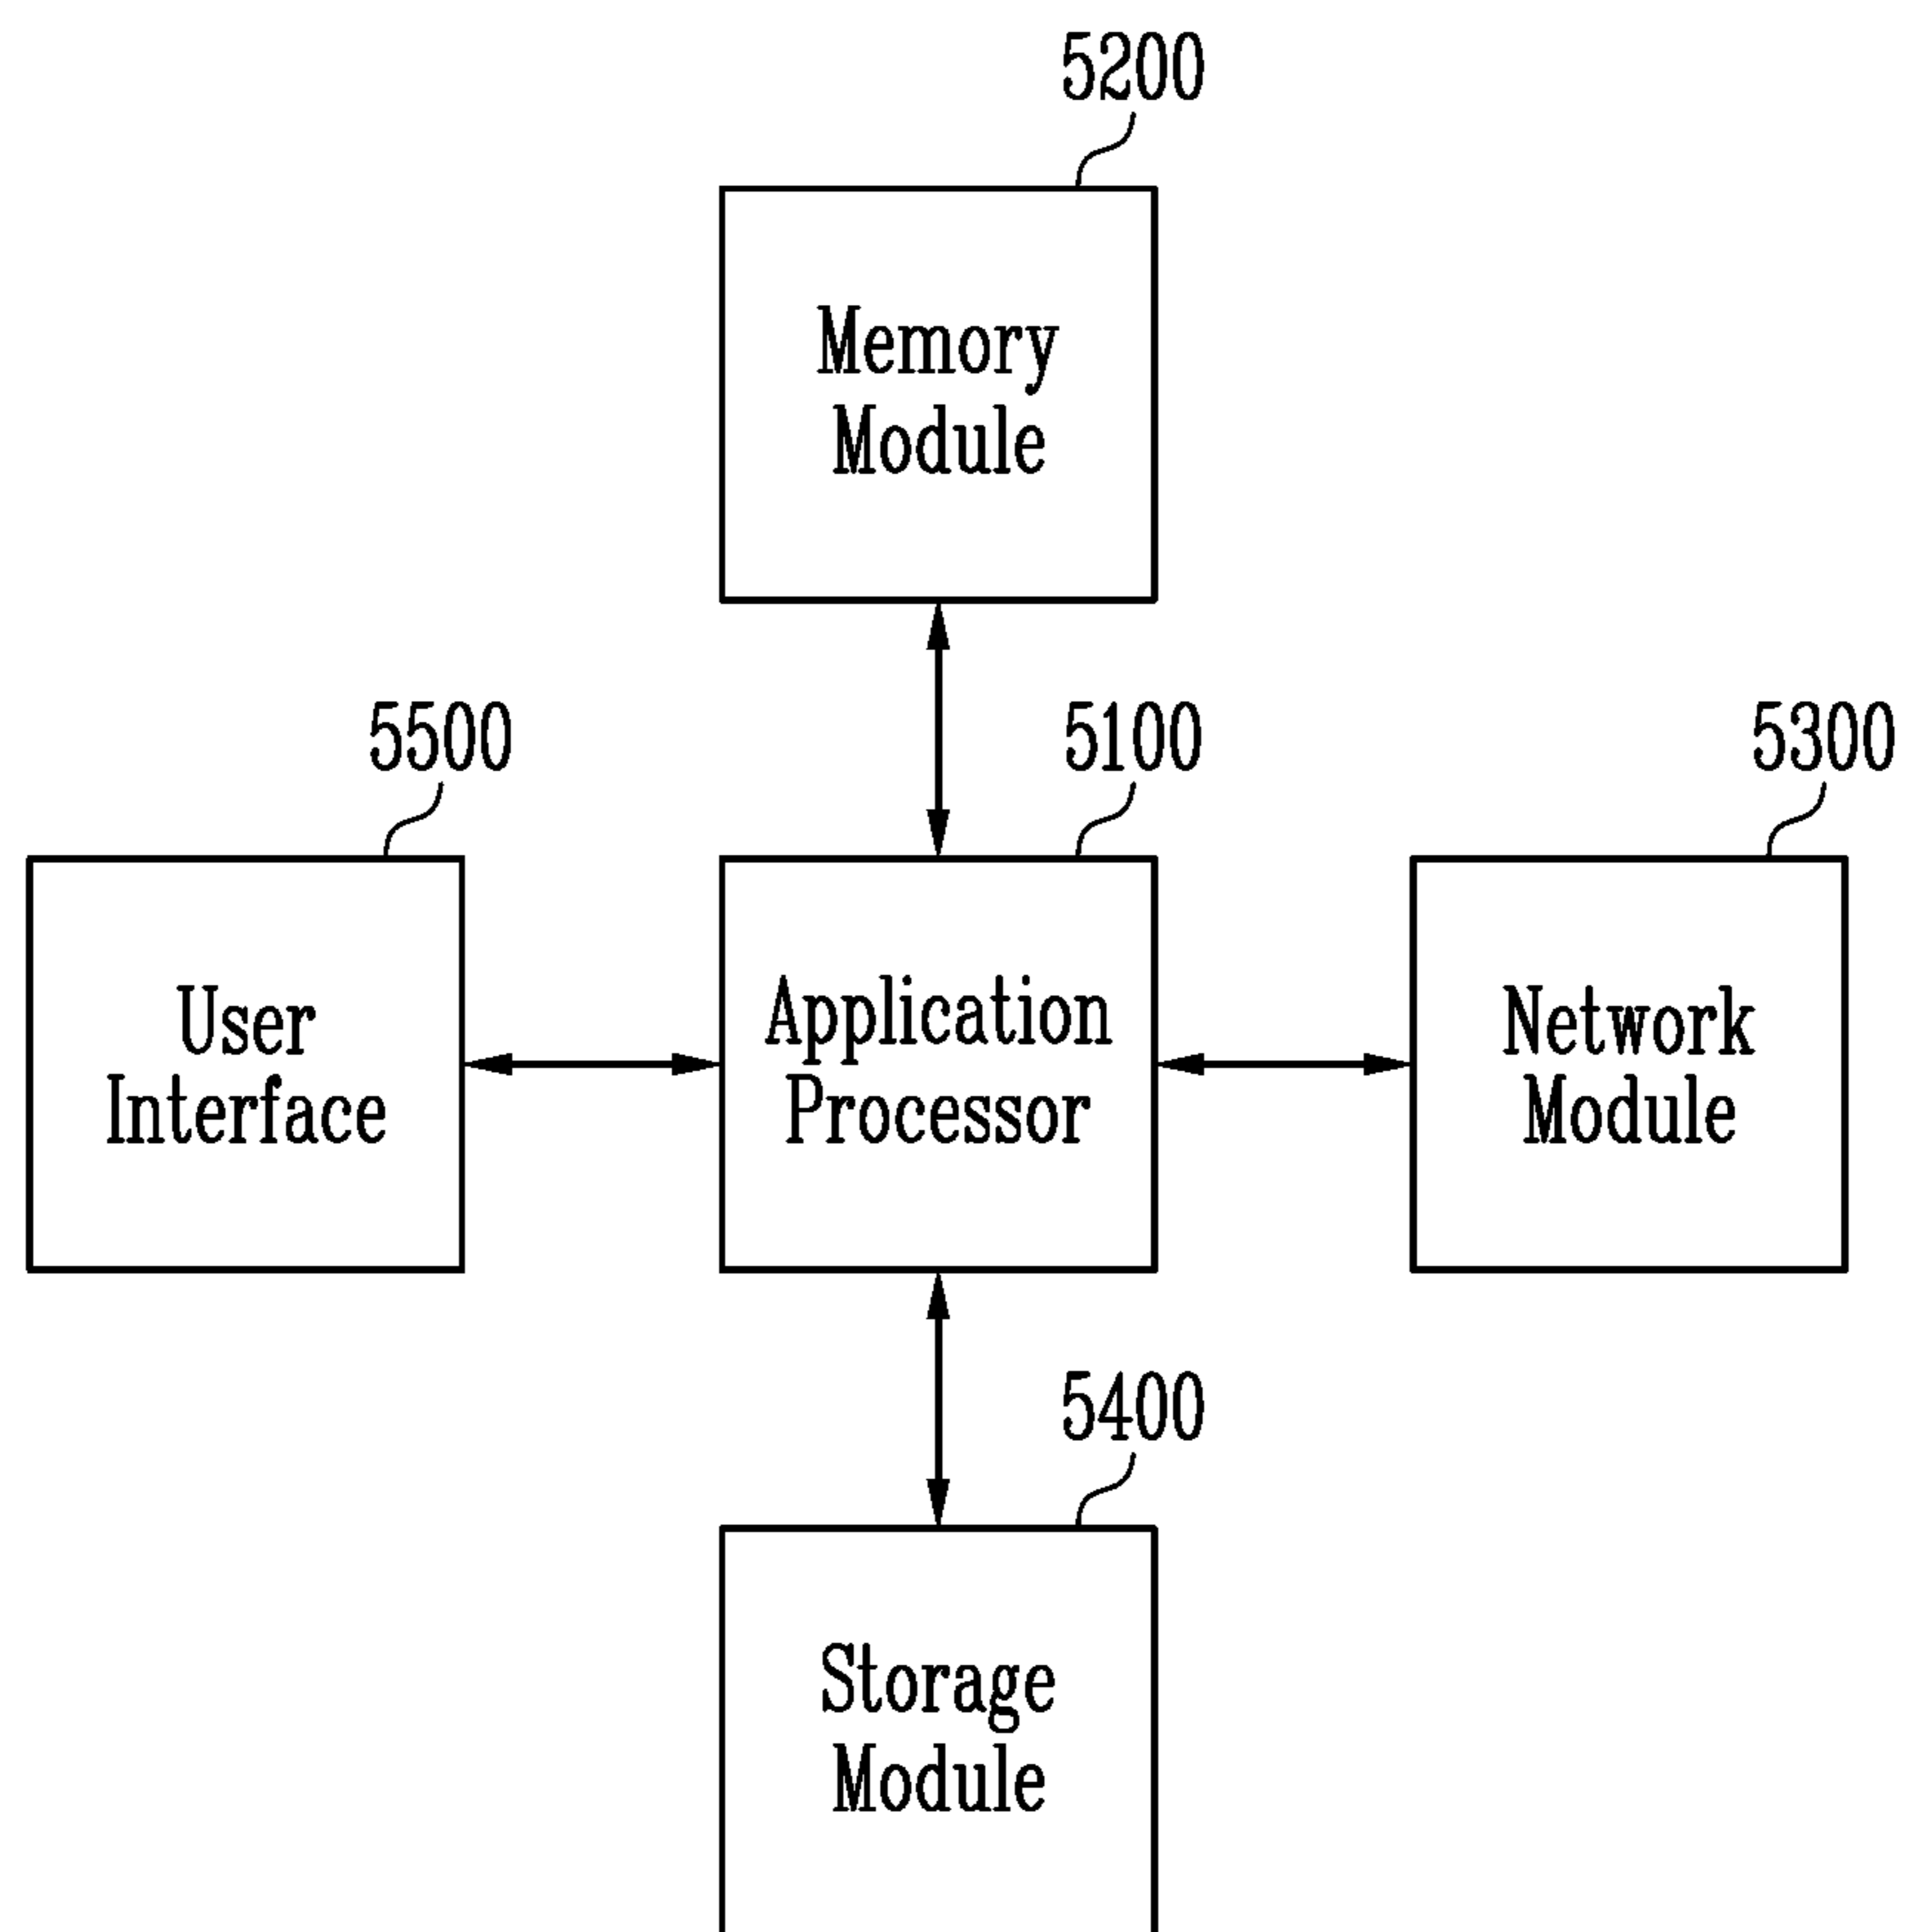 5200
Memory
Module
5500
5100
5300
User
Interface
Application
Processor
Network
Module
5400
Storage
Module